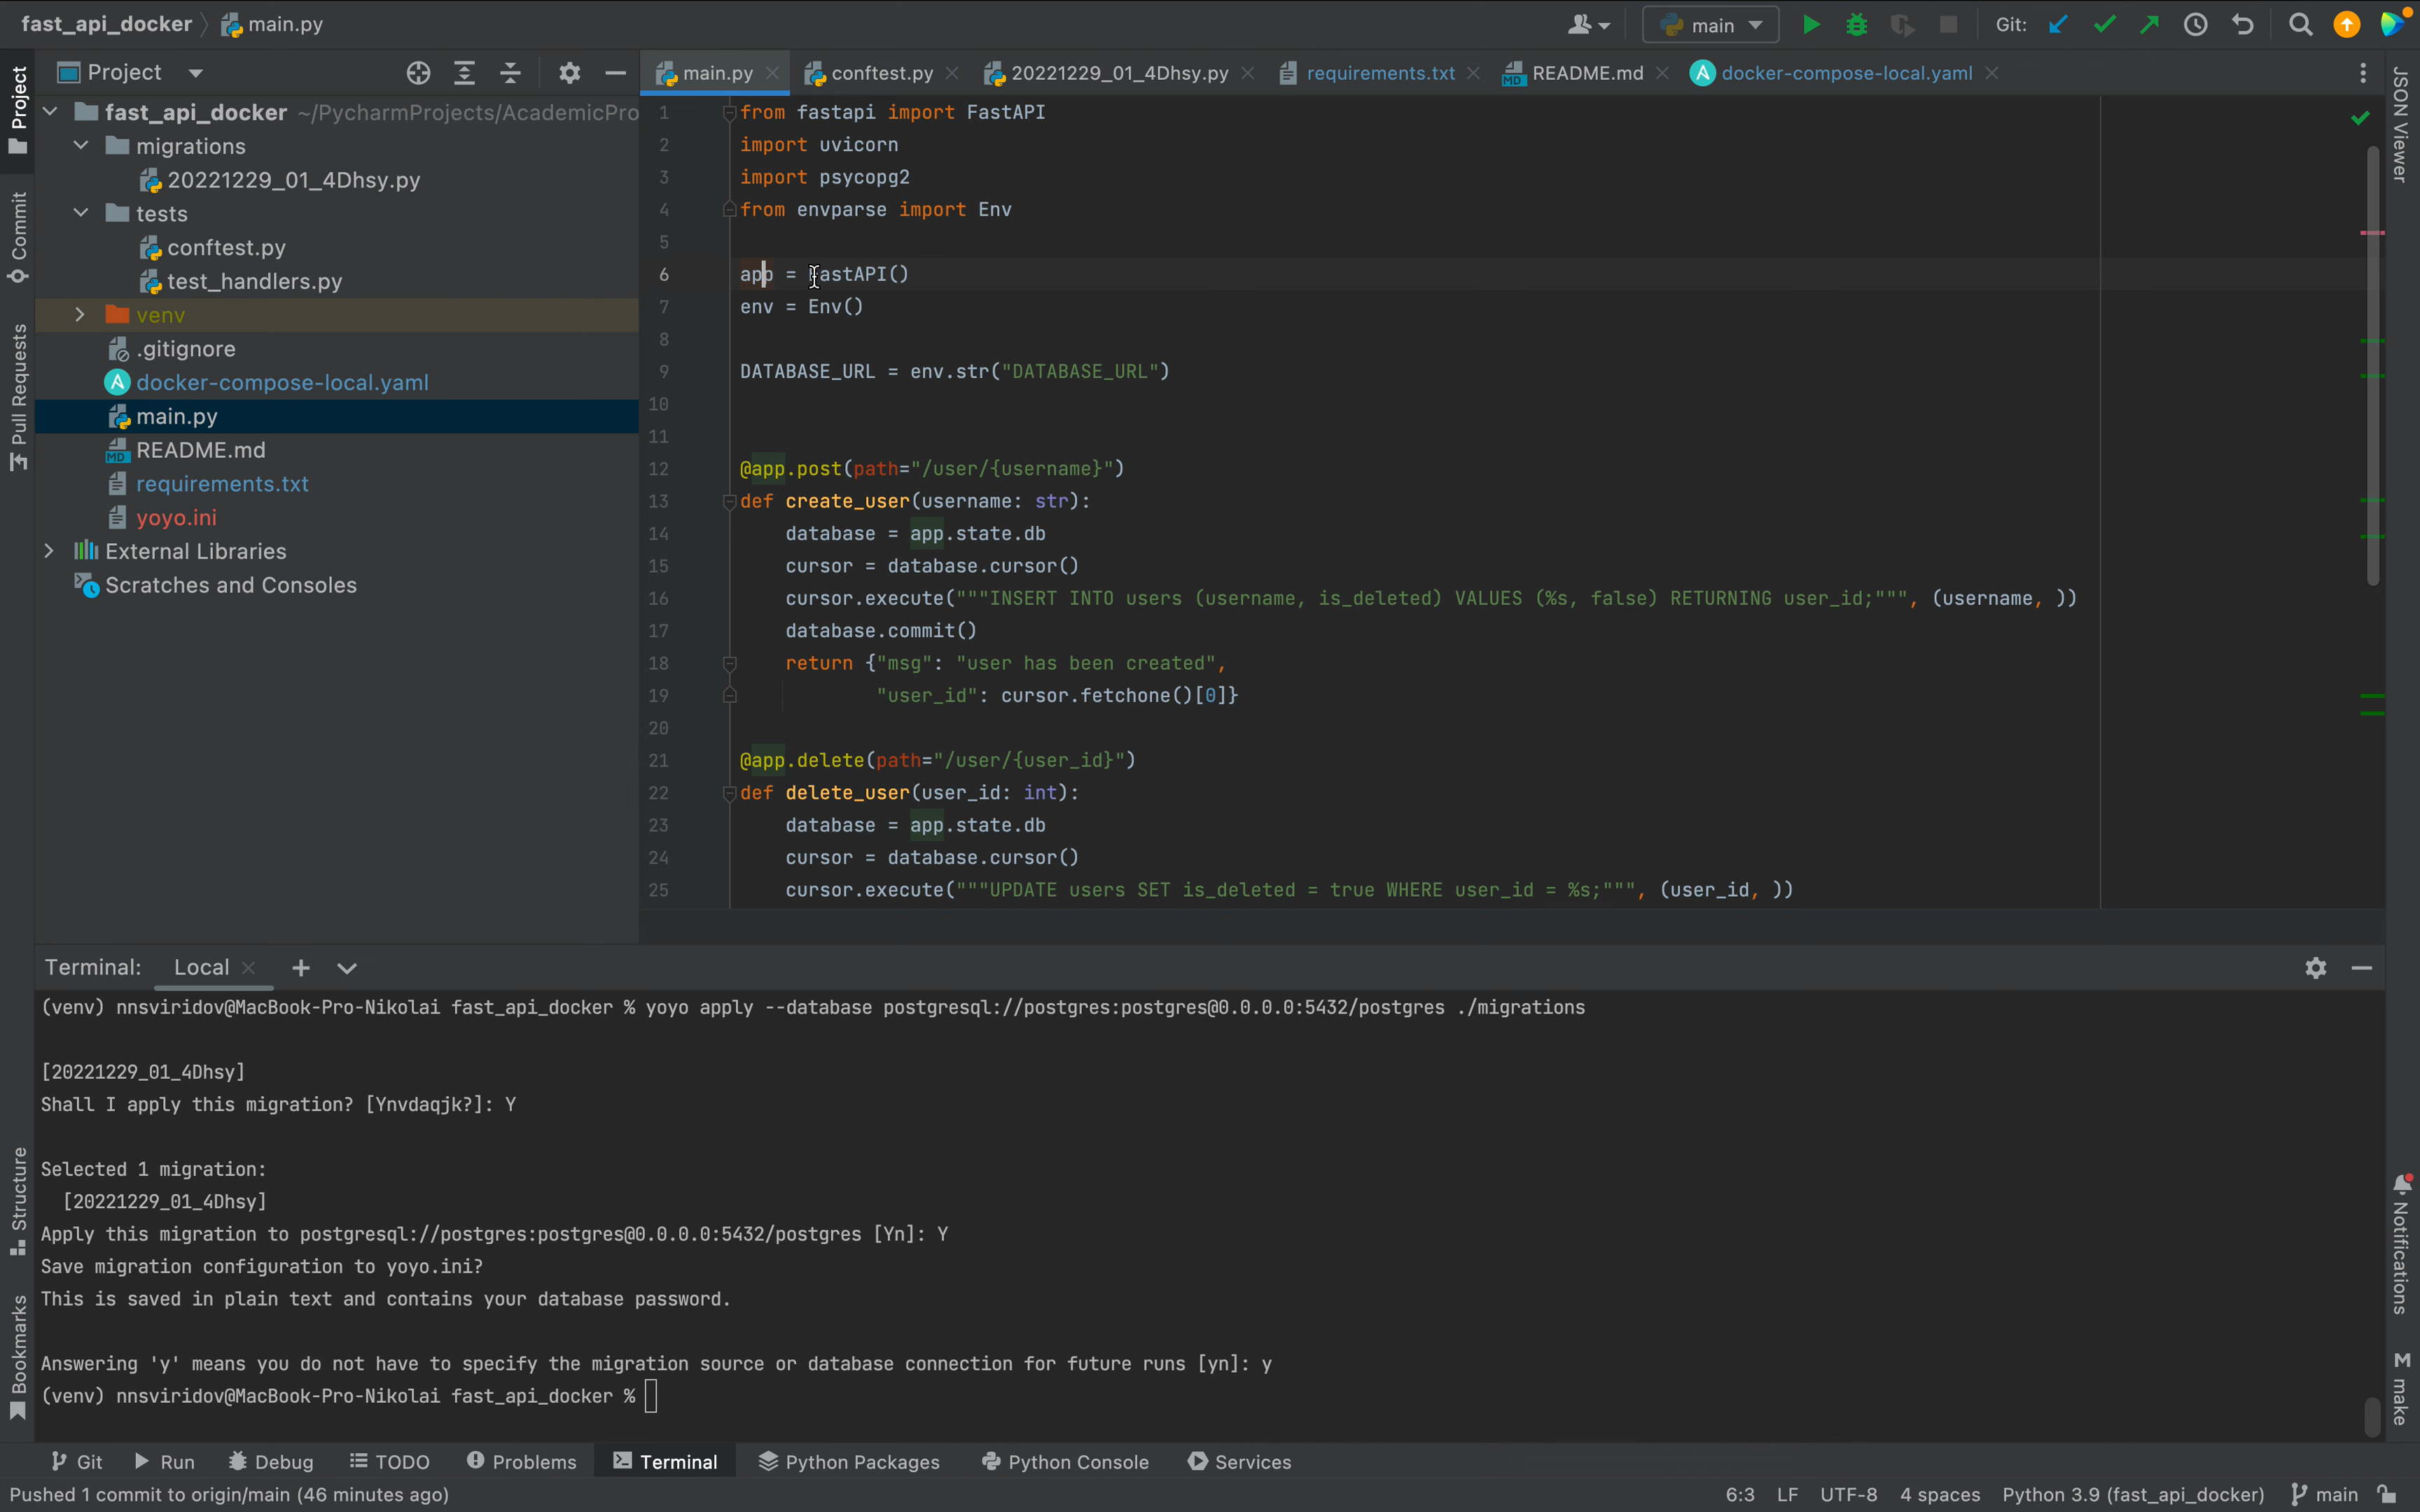 fast_api_docker
main.py
main
Git:
Project
main.py
conftest.py
20221229_01_4Dhsy.py
requirements.txt
README.md
docker-compose-local.yaml
Project
Commit
Pull Requests
Structure
Bookmarks
fast_api_docker ~/PycharmProjects/AcademicPro
migrations
20221229_01_4Dhsy.py
tests
conftest.py
test_handlers.py
venv
.gitignore
docker-compose-local.yaml
main.py
README.md
requirements.txt
yoyo.ini
External Libraries
Scratches and Consoles
1 from fastapi import FastAPI
2 import uvicorn
3 import psycopg2
4 from envparse import Env
5
6 app = FastAPI()
7 env = Env()
8
9 DATABASE_URL = env.str("DATABASE_URL")
10
11
12 @app.post(path="/user/{username}")
13 def create_user(username: str):
14 database = app.state.db
15 cursor = database.cursor()
16 cursor.execute("""INSERT INTO users (username, is_deleted) VALUES (%s, false) RETURNING user_id;""", (username, ))
17 database.commit()
18 return {"msg": "user has been created",
19 "user_id": cursor.fetchone()[0]}
20
21 @app.delete(path="/user/{user_id}")
22 def delete_user(user_id: int):
23 database = app.state.db
24 cursor = database.cursor()
25 cursor.execute("""UPDATE users SET is_deleted = true WHERE user_id = %s;""", (user_id, ))
JSON Viewer
Notifications
M make
Terminal: Local
(venv) nnsviridov@MacBook-Pro-Nikolai fast_api_docker % yoyo apply --database postgresql://postgres:postgres@0.0.0.0:5432/postgres ./migrations
[20221229_01_4Dhsy]
Shall I apply this migration? [Ynvdaqjk?]: Y
Selected 1 migration:
[20221229_01_4Dhsy]
Apply this migration to postgresql://postgres:postgres@0.0.0.0:5432/postgres [Yn]: Y
Save migration configuration to yoyo.ini?
This is saved in plain text and contains your database password.
Answering 'y' means you do not have to specify the migration source or database connection for future runs [yn]: y
(venv) nnsviridov@MacBook-Pro-Nikolai fast_api_docker %
Git Run Debug TODO Problems Terminal Python Packages Python Console Services
Pushed 1 commit to origin/main (46 minutes ago)
6:3 LF UTF-8 4 spaces Python 3.9 (fast_api_docker) main